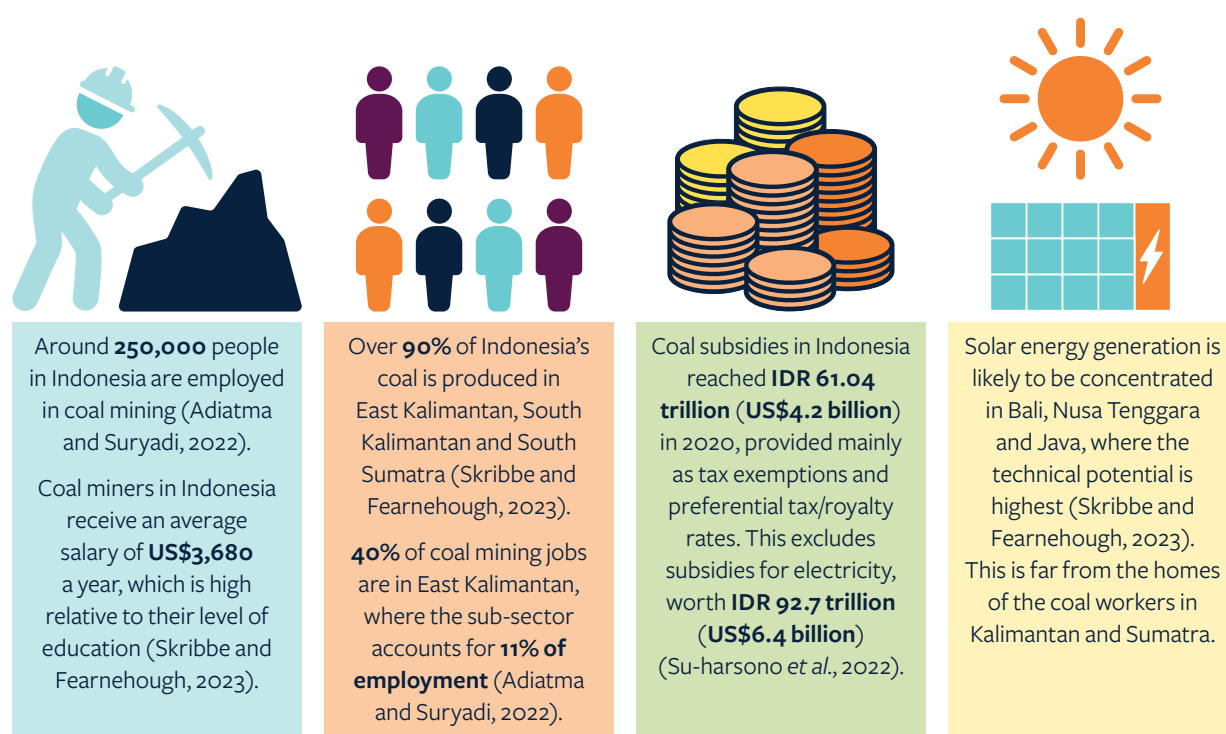 Around 250,000 people
in Indonesia are employed
in coal mining (Adiatma
and Suryadi, 2022).
Coal miners in Indonesia
receive an average
salary of US$3,680
a year, which is high
relative to their level of
education (Skribbe and
Fearnehough, 2023).
Over 90% of Indonesia's
coal is produced in
East Kalimantan, South
Kalimantan and South
Sumatra (Skribbe and
Fearnehough, 2023).
40% of coal mining jobs
are in East Kalimantan,
where the sub-sector
accounts for 11% of
employment (Adiatma
and Suryadi, 2022).
Coal subsidies in Indonesia
reached IDR 61.04
trillion (US$4.2 billion)
in 2020, provided mainly
as tax exemptions and
preferential tax/royalty
rates. This excludes
subsidies for electricity,
worth IDR 92.7 trillion
(US$6.4 billion)
(Su-harsono et al., 2022).
Solar energy generation is
likely to be concentrated
in Bali, Nusa Tenggara
and Java, where the
technical potential is
highest (Skribbe and
Fearnehough, 2023).
This is far from the homes
of the coal workers in
Kalimantan and Sumatra.